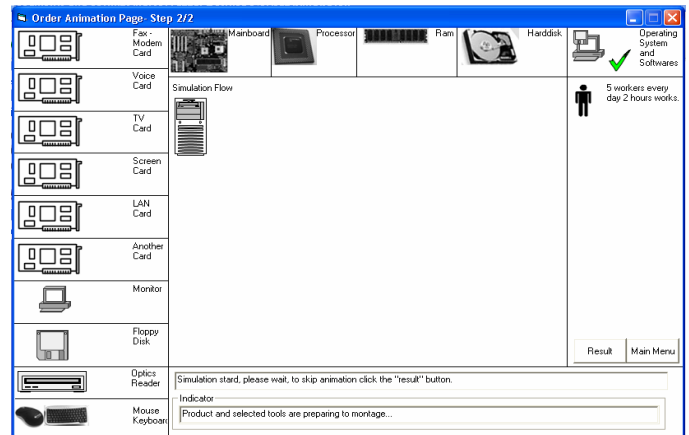 Order Animation Page- Step 2/2
Fax -
Modem
Card
Mainboard
Processor
Ram
Harddisk
Operating
System
and
Softwares
Voice
Card
Simulation Flow
5 workers every
day 2 hours works.
TV
Card
Screen
Card
LAN
Card
Another
Card
Monitor
Floppy
Disk
Result
Main Menu
Optics
Reader
Simulation stard, please wait, to skip animation click the "result" button.
Indicator
Mouse
Keyboard
Product and selected tools are preparing to montage...